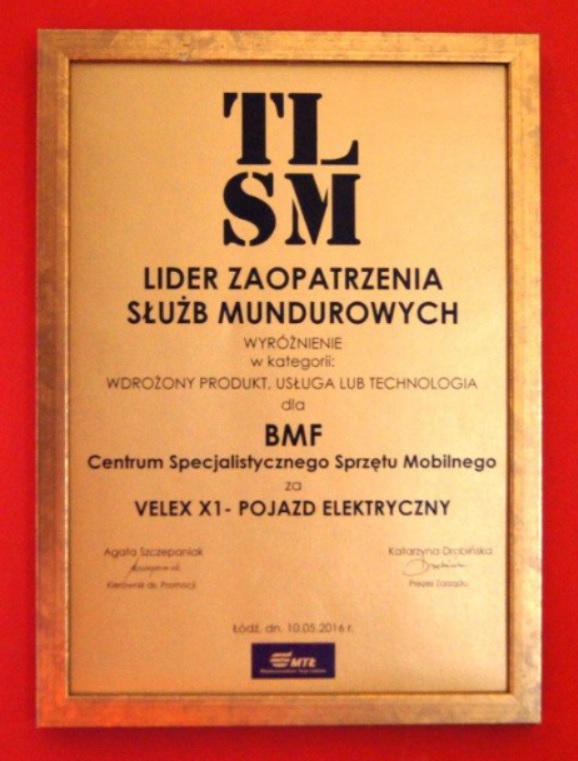 TL
SM
LIDER ZAOPATRZENIA
SŁUŻB MUNDUROWYCH
WYRÓŻNIENIE
w kategorii:
WDROŻONY PRODUKT, USŁUGA LUB TECHNOLOGIA
dla
BMF
Centrum Specjalistycznego Sprzętu Mobilnego
za
VELEX X1- POJAZD ELEKTRYCZNY
Agata Szczepaniak Katarzyna Drobińska
Kierownik ds. Promocji Prezes Zarządu
Łódź, dn. 10.05.2016 r.
MTŁ